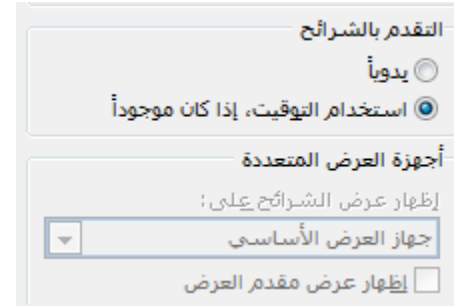 التقدم بالشرائح
يدوياً
استخدام التوقيت، إذا كان موجوداً
أجهزة العرض المتعددة
إظهار عرض الشرائح على:
جهاز العرض الأساسي
إظهار عرض مقدم العرض